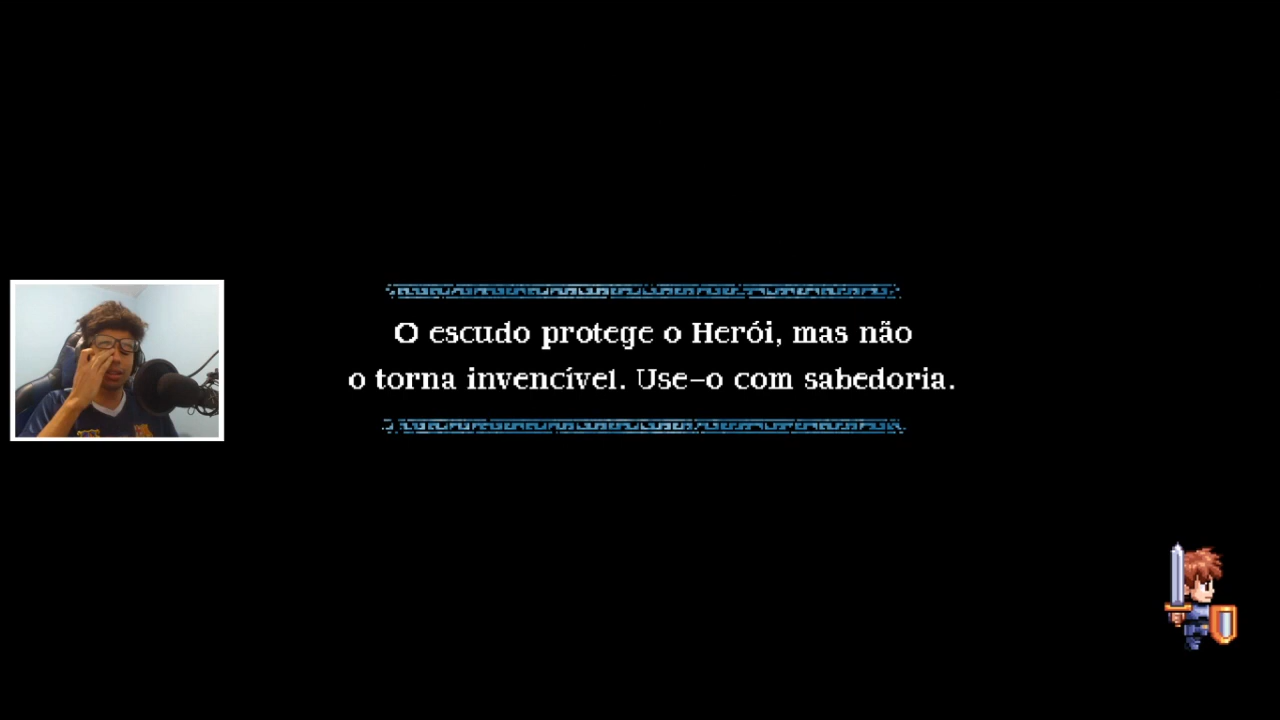 O escudo protege o Herói, mas não
o torna invencível. Use-o com sabedoria.